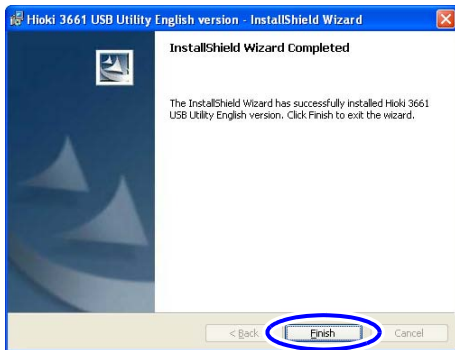 Hioki 3661 USB Utility English version - InstallShield Wizard
InstallShield Wizard Completed
The InstallShield Wizard has successfully installed Hioki 3661
USB Utility English version. Click Finish to exit the wizard.
< Back Finish Cancel